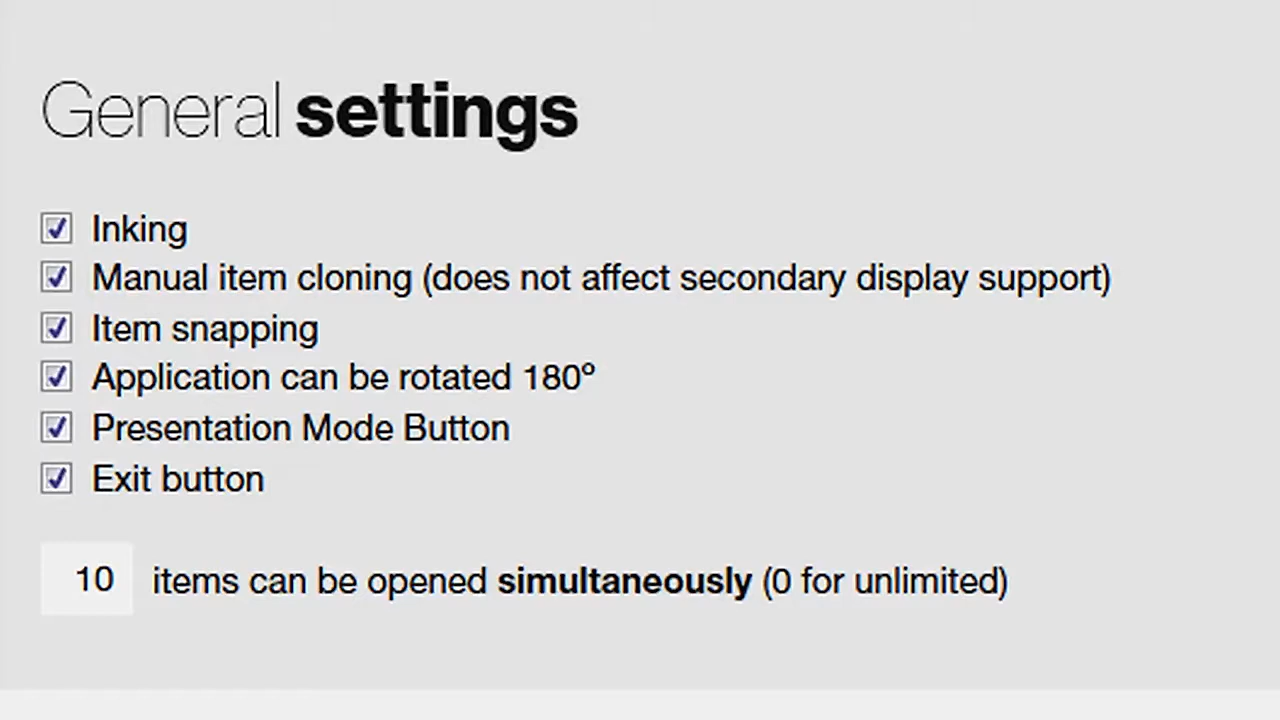 General settings
Inking
Manual item cloning (does not affect secondary display support)
Item snapping
Application can be rotated 180º
Presentation Mode Button
Exit button
10 items can be opened simultaneously (0 for unlimited)